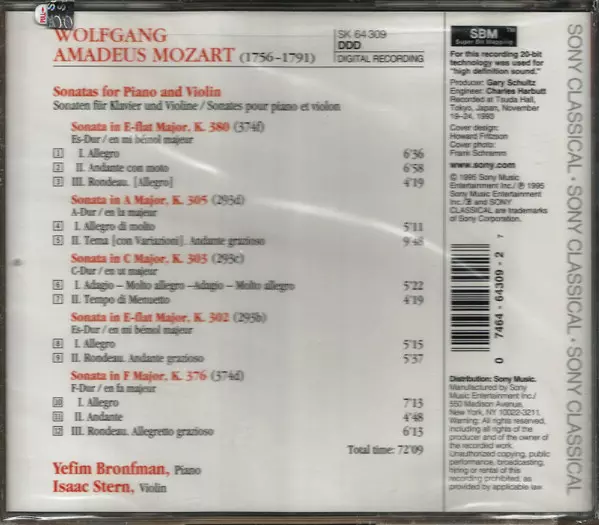 WOLFGANG
AMADEUS MOZART (1756-1791)
SK 64309
DDD
DIGITAL RECORDING
Sonatas for Piano and Violin
Sonaten für Klavier und Violine / Sonates pour piano et violon
Sonata in E-flat Major, K. 380 (374f)
Es-Dur / en mi bémol majeur
1 I. Allegro 6'36
2 II. Andante con moto 6'58
3 III. Rondeau. [Allegro] 4'19
Sonata in A Major, K. 305 (293d)
A-Dur / en la majeur
4 I. Allegro di molto 5'11
5 II. Tema [con Variazioni]. Andante grazioso 9'48
Sonata in C Major, K. 303 (293c)
C-Dur / en ut majeur
6 I. Adagio – Molto allegro – Adagio – Molto allegro 5'22
7 II. Tempo di Menuetto 4'19
Sonata in E-flat Major, K. 302 (293b)
Es-Dur / en mi bémol majeur
8 I. Allegro 5'15
9 II. Rondeau. Andante grazioso 5'37
Sonata in F Major, K. 376 (374d)
F-Dur / en fa majeur
10 I. Allegro 7'13
11 II. Andante 4'48
12 III. Rondeau. Allegretto grazioso 6'13
Total time: 72'09
Yefim Bronfman, Piano
Isaac Stern, Violin
SBM TM
Super Bit Mapping
For this recording 20-bit
technology was used for
"high definition sound."
Producer: Gary Schultz
Engineer: Charles Harbutt
Recorded at Tsuda Hall,
Tokyo, Japan, November
19–24, 1993
Cover design:
Howard Fritzson
Cover photo:
Frank Schramm
www.sony.com
© 1995 Sony Music
Entertainment Inc./ ℗ 1995
Sony Music Entertainment
Inc./ and SONY
CLASSICAL are trademarks
of Sony Corporation.
0 7464-64309-2 7
Distribution: Sony Music.
Manufactured by Sony
Music Entertainment Inc./
550 Madison Avenue,
New York, NY 10022-3211.
Warning: All rights reserved,
including all rights of the
producer and of the owner of
the recorded work.
Unauthorized copying, public
performance, broadcasting,
hiring or rental of this
recording prohibited, as
provided by applicable law.
SONY CLASSICAL · SONY CLASSICAL · SONY CLASSICAL